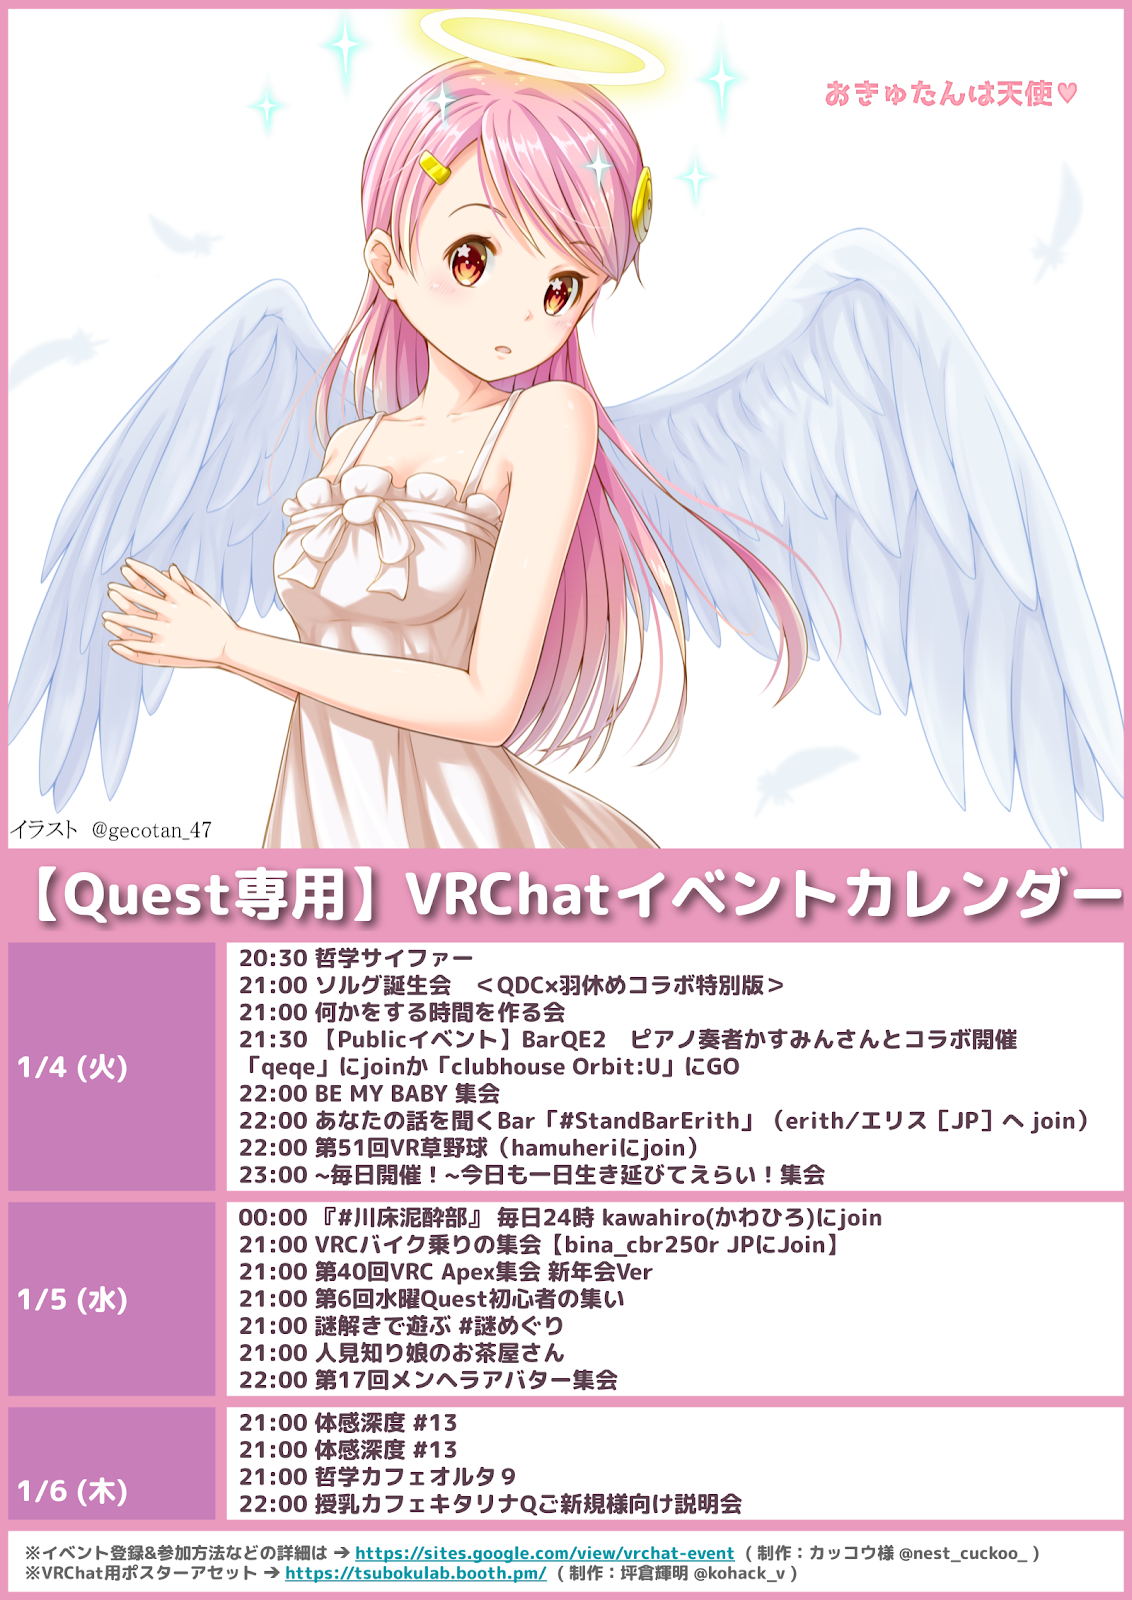 おきゅたんは天使♥
イラスト @gecotan_47
【Quest専用】VRChatイベントカレンダー
1/4 (火)
20:30 哲学サイファー
21:00 ソルグ誕生会 ＜QDC×羽休めコラボ特別版＞
21:00 何かをする時間を作る会
21:30 【Publicイベント】BarQE2 ピアノ奏者かすみんさんとコラボ開催
「qeqe」にjoinか「clubhouse Orbit:U」にGO
22:00 BE MY BABY 集会
22:00 あなたの話を聞くBar「#StandBarErith」（erith/エリス［JP］へ join）
22:00 第51回VR草野球（hamuheriにjoin）
23:00 ~毎日開催！~今日も一日生き延びてえらい！集会
1/5 (水)
00:00 『#川床泥酔部』 毎日24時 kawahiro(かわひろ)にjoin
21:00 VRCバイク乗りの集会【bina_cbr250r JPにJoin】
21:00 第40回VRC Apex集会 新年会Ver
21:00 第6回水曜Quest初心者の集い
21:00 謎解きで遊ぶ #謎めぐり
21:00 人見知り娘のお茶屋さん
22:00 第17回メンヘラアバター集会
1/6 (木)
21:00 体感深度 #13
21:00 体感深度 #13
21:00 哲学カフェオルタ９
22:00 授乳カフェキタリナQご新規様向け説明会
※イベント登録&参加方法などの詳細は ➔ https://sites.google.com/view/vrchat-event （制作：カッコウ様 @nest_cuckoo_ ）
※VRChat用ポスターアセット ➔ https://tsubokulab.booth.pm/ （制作：坪倉輝明 @kohack_v ）